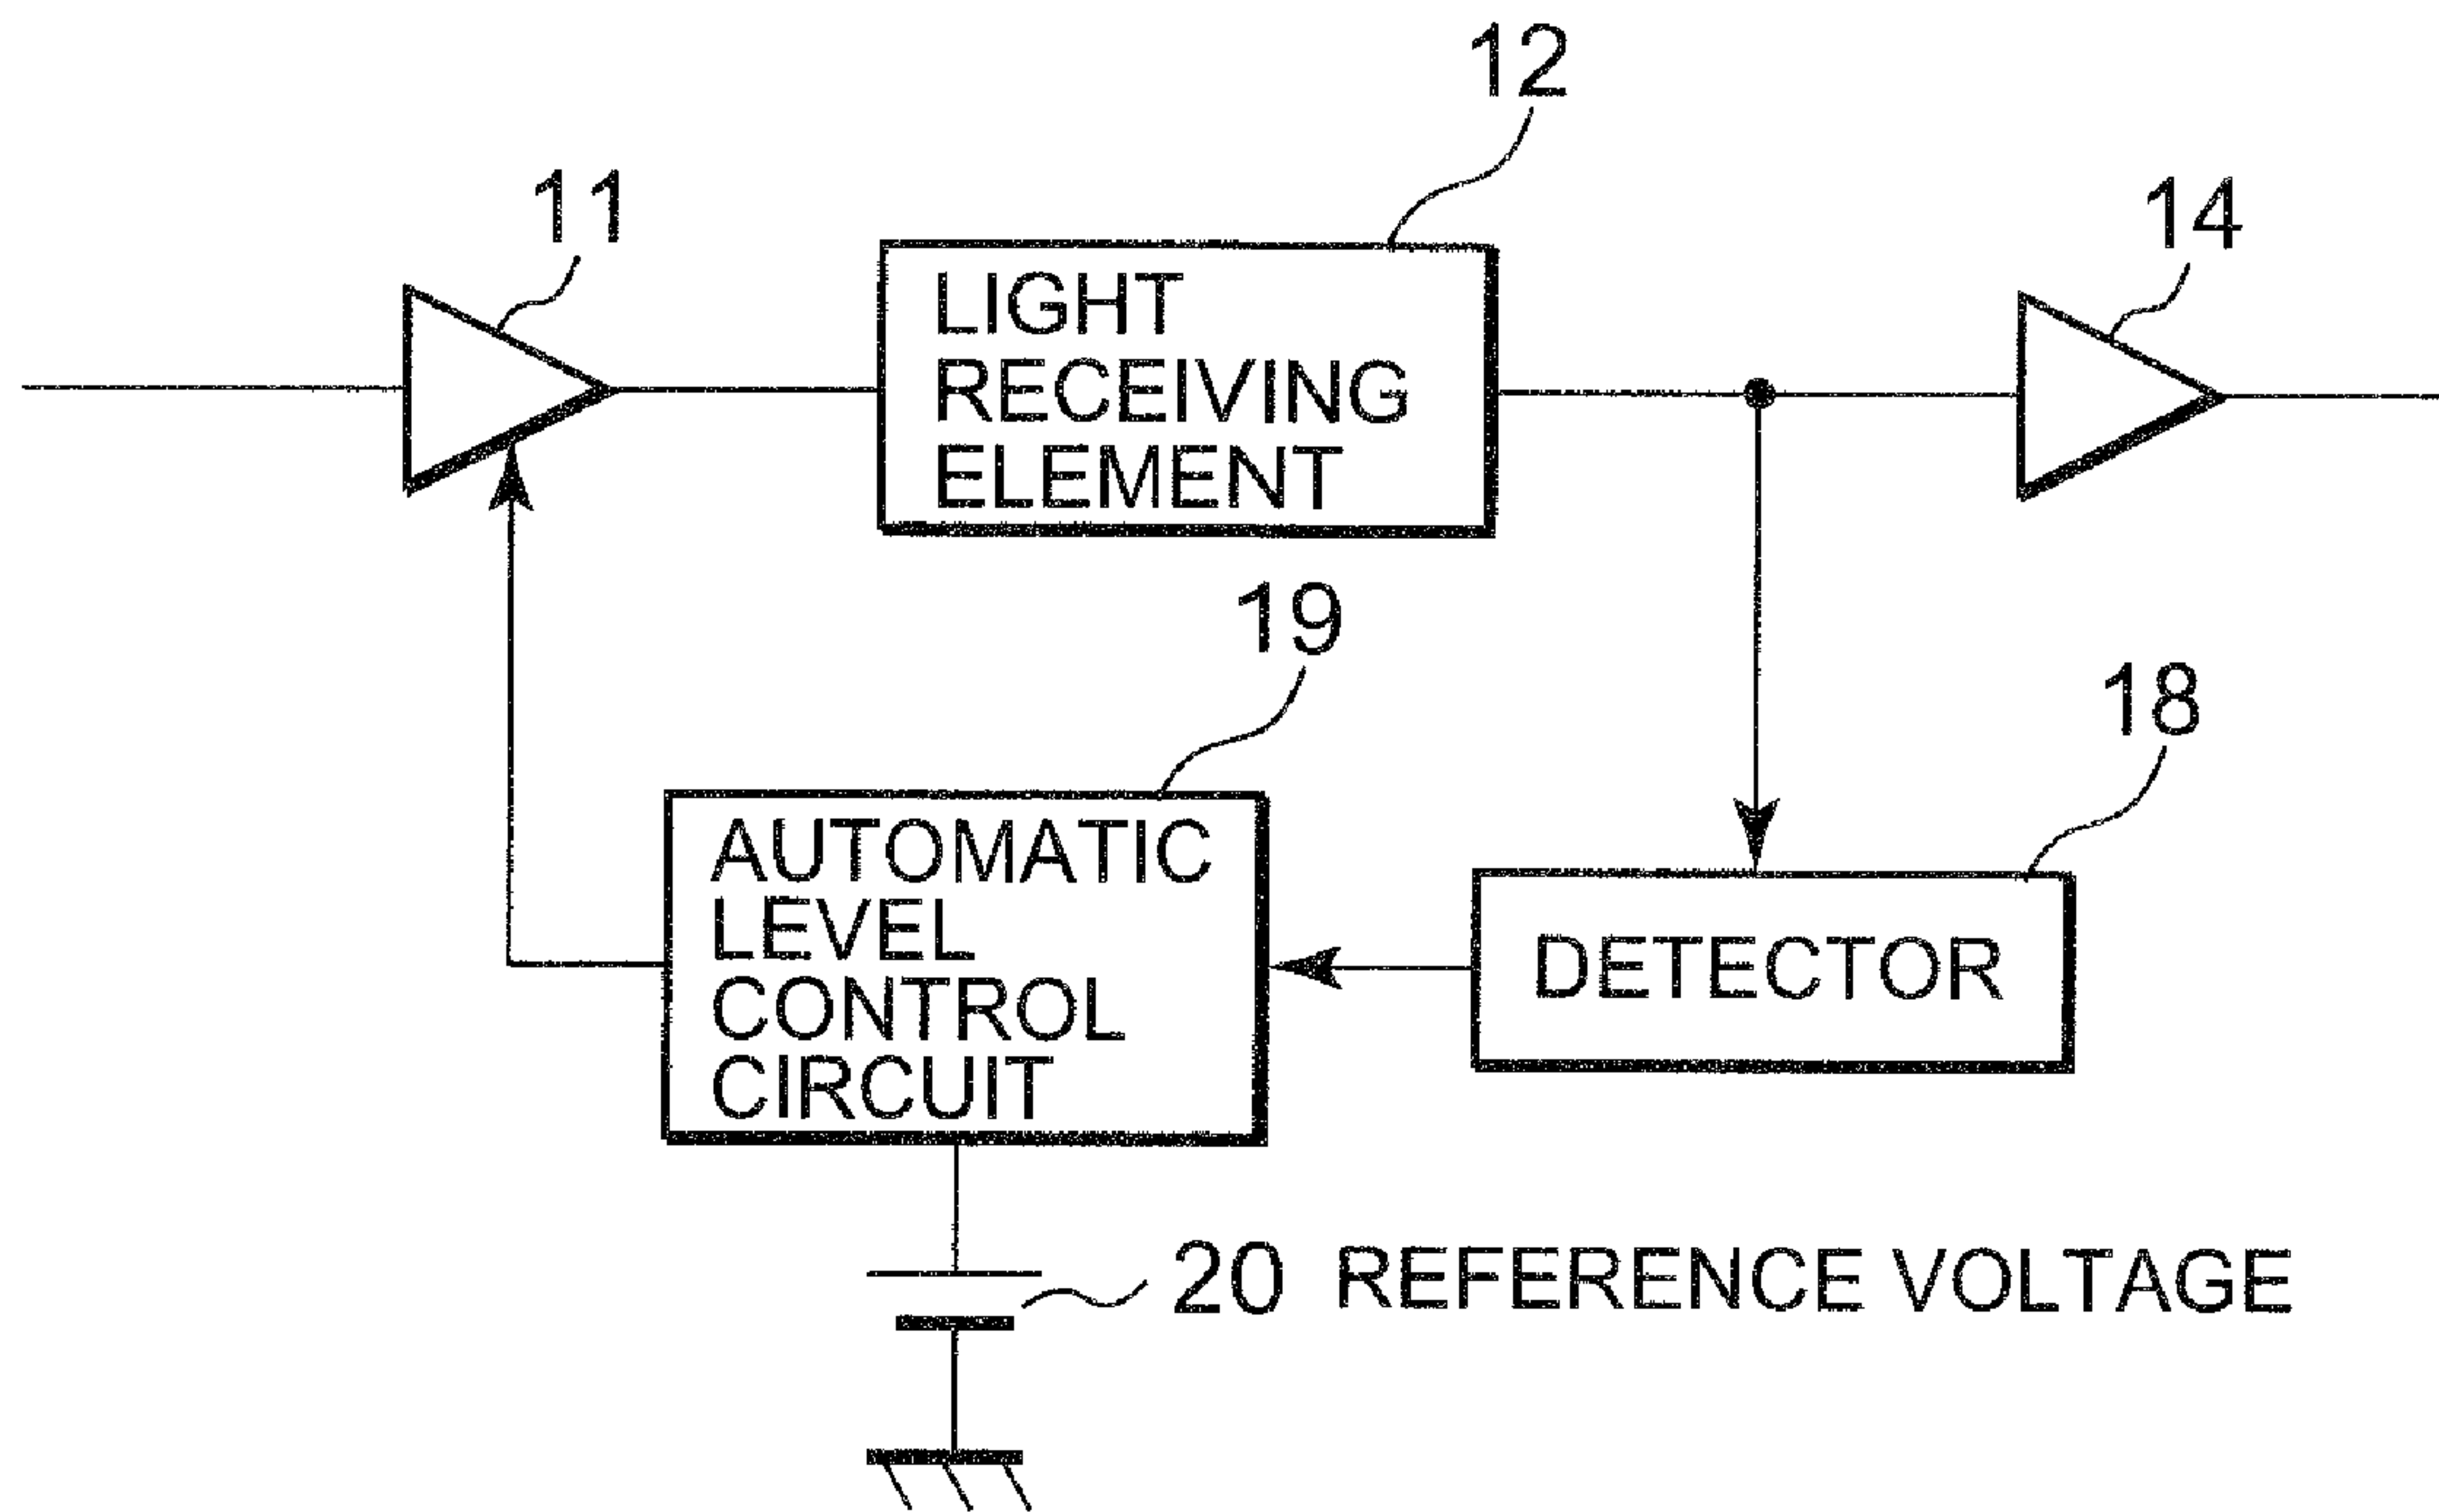 12
11
14
LIGHT
RECEIVING
ELEMENT
19
18
AUTOMATIC
LEVEL
CONTROL
CIRCUIT
DETECTOR
20 REFERENCE VOLTAGE